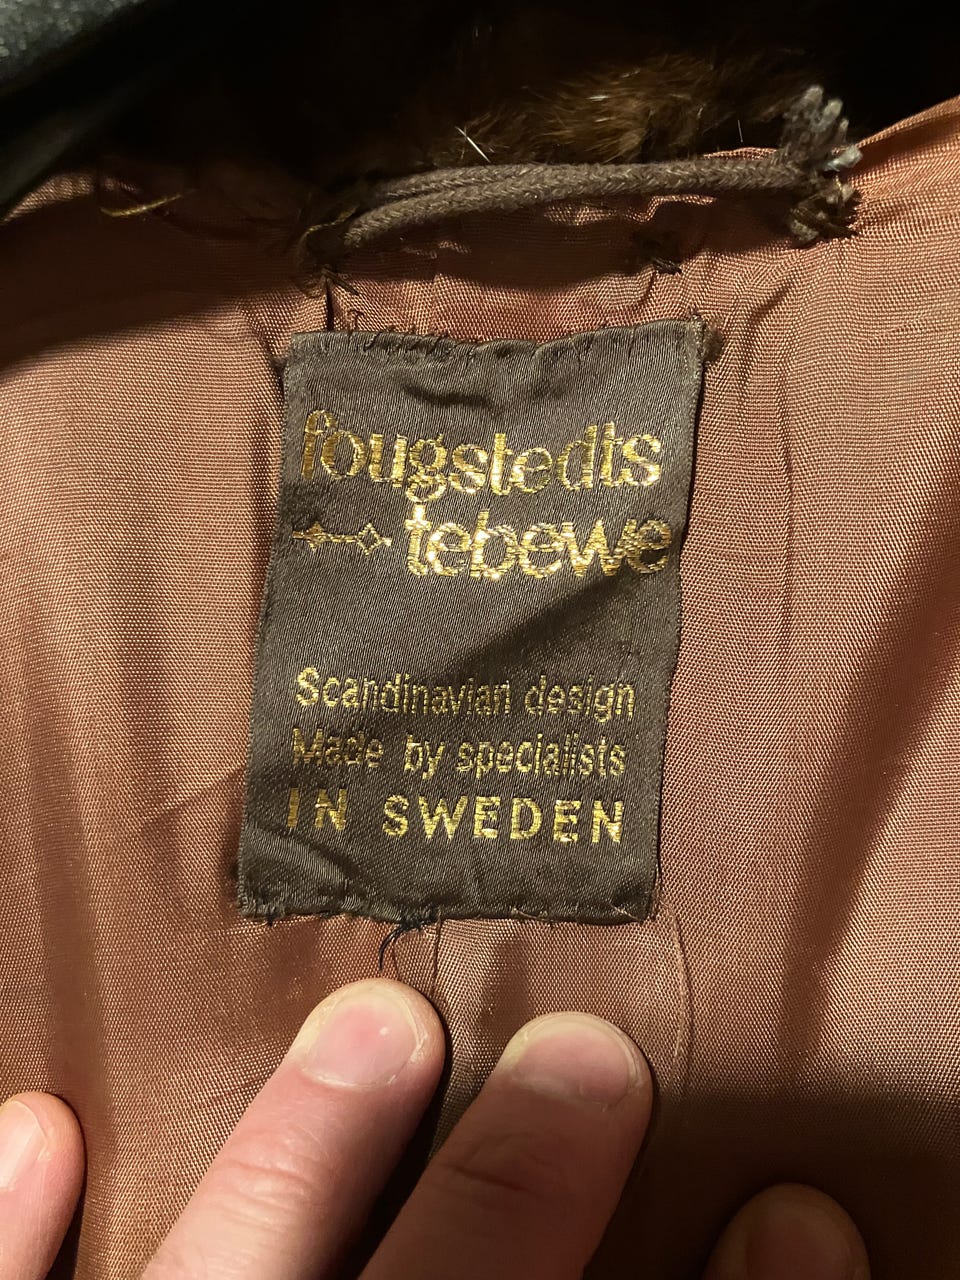 fougstedts
tebewe
Scandinavian design
Made by specialists
IN SWEDEN